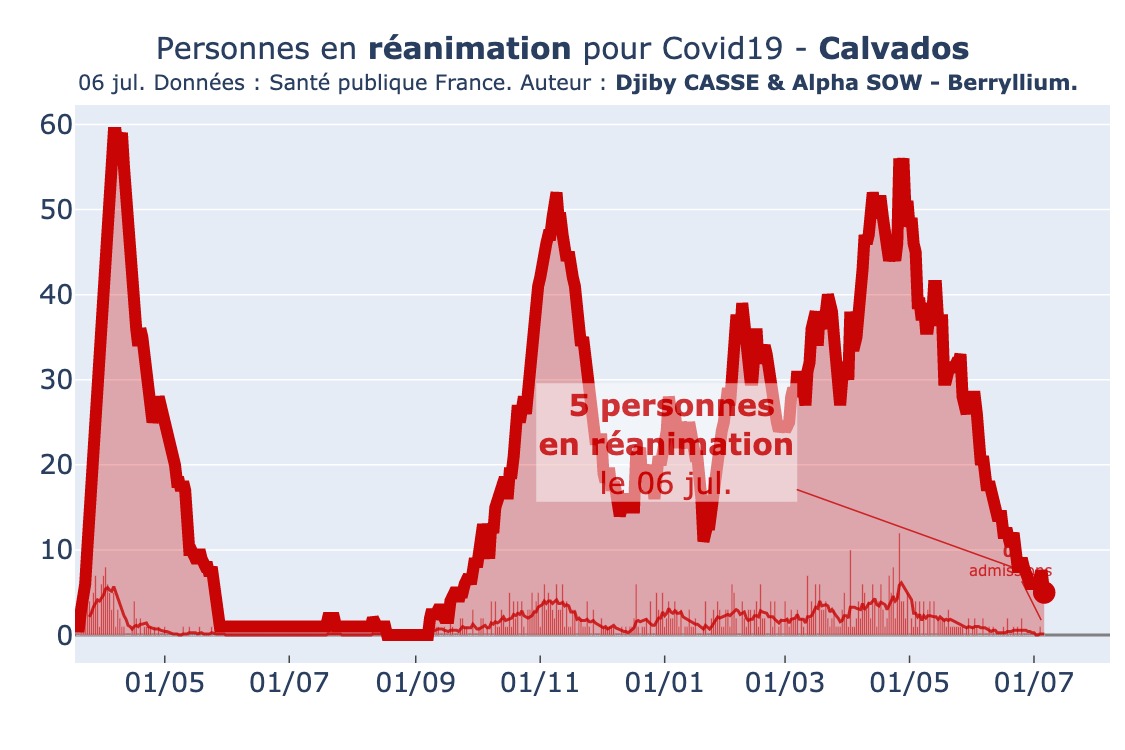 Personnes en réanimation pour Covid19 - Calvados
06 jul. Données : Santé publique France. Auteur : Djiby CASSE & Alpha SOW - Berryllium.
60
50
40
30
20
10
0
5 personnes
en réanimation
le 06 jul.
0
admissions
01/05
01/07
01/09
01/11
01/01
01/03
01/05
01/07